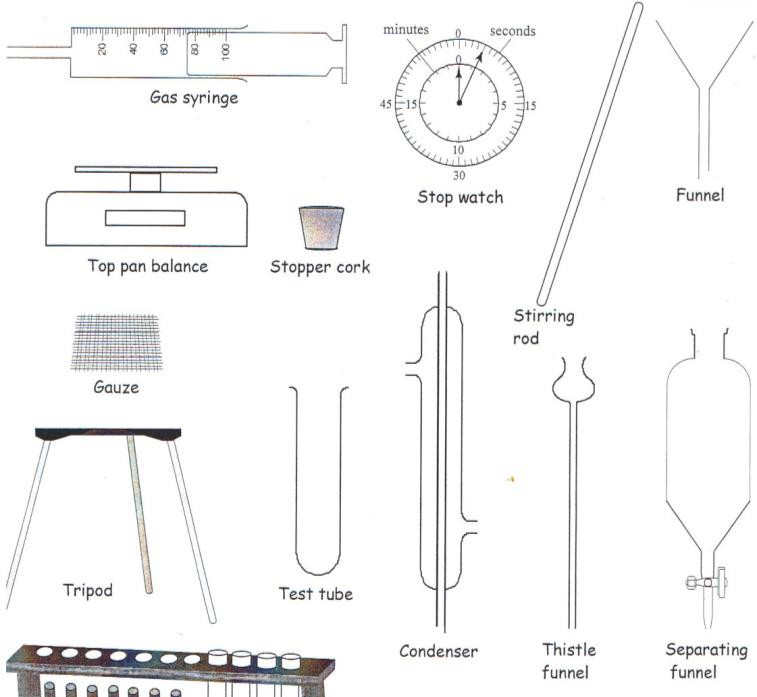 20 40 60 80 100
Gas syringe
minutes
seconds
0
0
45
15
5
15
10
30
Stop watch
Funnel
Top pan balance
Stopper cork
Stirring
rod
Gauze
Tripod
Test tube
Condenser
Thistle
funnel
Separating
funnel